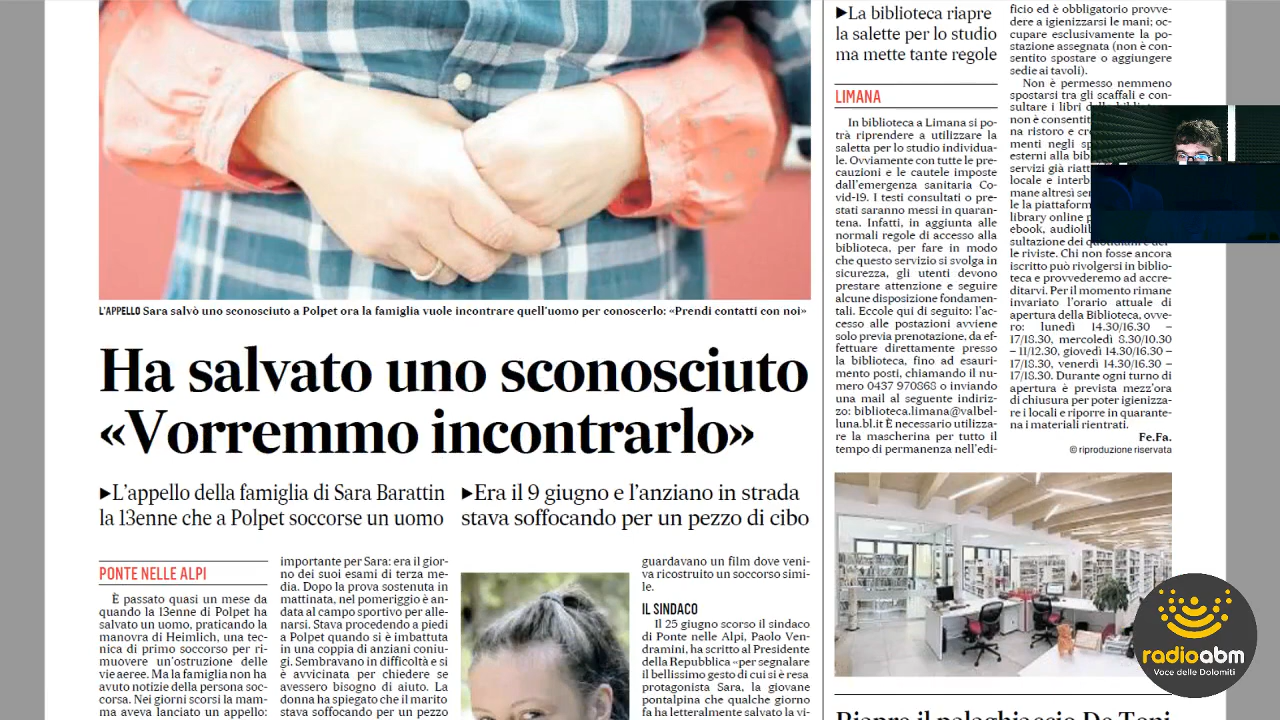 L'APPELLO Sara salvò uno sconosciuto a Polpet ora la famiglia vuole incontrare quell'uomo per conoscerlo: «Prendi contatti con noi»
Ha salvato uno sconosciuto
«Vorremmo incontrarlo»
▶L'appello della famiglia di Sara Barattin
la 13enne che a Polpet soccorse un uomo
▶Era il 9 giugno e l'anziano in strada
stava soffocando per un pezzo di cibo
PONTE NELLE ALPI
È passato quasi un mese da
quando la 13enne di Polpet ha
salvato un uomo, praticando la
manovra di Heimlich, una tec-
nica di primo soccorso per ri-
muovere un'ostruzione delle
vie aeree. Ma la famiglia non ha
avuto notizie della persona soc-
corsa. Nei giorni scorsi la mam-
ma aveva lanciato un appello:
importante per Sara: era il gior-
no dei suoi esami di terza me-
dia. Dopo la prova sostenuta in
mattinata, nel pomeriggio è an-
data al campo sportivo per alle-
narsi. Stava procedendo a piedi
a Polpet quando si è imbattuta
in una coppia di anziani coniu-
gi. Sembravano in difficoltà e si
è avvicinata per chiedere se
avessero bisogno di aiuto. La
donna ha spiegato che il marito
stava soffocando per un pezzo
guardavano un film dove veni-
va ricostruito un soccorso simi-
le.
IL SINDACO
Il 25 giugno scorso il sindaco
di Ponte nelle Alpi, Paolo Ven-
dramini, ha scritto al Presidente
della Repubblica «per segnalare
il bellissimo gesto di cui si è resa
protagonista Sara, la giovane
pontalpina che qualche giorno
fa ha letteralmente salvato la vi-
▶La biblioteca riapre
la salette per lo studio
ma mette tante regole
LIMANA
In biblioteca a Limana si po-
trà riprendere a utilizzare la
saletta per lo studio individua-
le. Ovviamente con tutte le pre-
cauzioni e le cautele imposte
dall'emergenza sanitaria Co-
vid-19. I testi consultati o pre-
stati saranno messi in quaran-
tena. Infatti, in aggiunta alle
normali regole di accesso alla
biblioteca, per fare in modo
che questo servizio si svolga in
sicurezza, gli utenti devono
prestare attenzione e seguire
alcune disposizione fondamen-
tali. Eccole qui di seguito: l'ac-
cesso alle postazioni avviene
solo previa prenotazione, da ef-
fettuare direttamente presso
la biblioteca, fino ad esauri-
mento posti, chiamando il nu-
mero 0437 970868 o inviando
una mail al seguente indiriz-
zo: biblioteca.limana@valbel-
luna.bl.it È necessario utilizza-
re la mascherina per tutto il
tempo di permanenza nell'edi-
ficio ed è obbligatorio provve-
dere a igienizzarsi le mani; oc-
cupare esclusivamente la po-
stazione assegnata (non è con-
sentito spostare o aggiungere
sedie ai tavoli).
Non è permesso nemmeno
spostarsi tra gli scaffali e con-
sultare i libri della
non è consentit
na ristoro e cre
menti negli sp
esterni alla bib
servizi già riatt
locale e interb
mane altresì se
le la piattaform
library online p
ebook, audiolib
sultazione dei quotidiani e del-
le riviste. Chi non fosse ancora
iscritto può rivolgersi in biblio-
teca e provvederemo ad accre-
ditarvi. Per il momento rimane
invariato l'orario attuale di
apertura della Biblioteca, ovve-
ro: lunedì 14.30/16.30 –
17/18.30, mercoledì 8.30/10.30
– 11/12.30, giovedì 14.30/16.30 –
17/18.30, venerdì 14.30/16.30 –
17/18.30. Durante ogni turno di
apertura è prevista mezz'ora
di chiusura per poter igienizza-
re i locali e riporre in quarante-
na i materiali rientrati.
Fe.Fa.
© riproduzione riservata
Riapre il palaghiaccio De Toni
radioabm
Voce delle Dolomiti